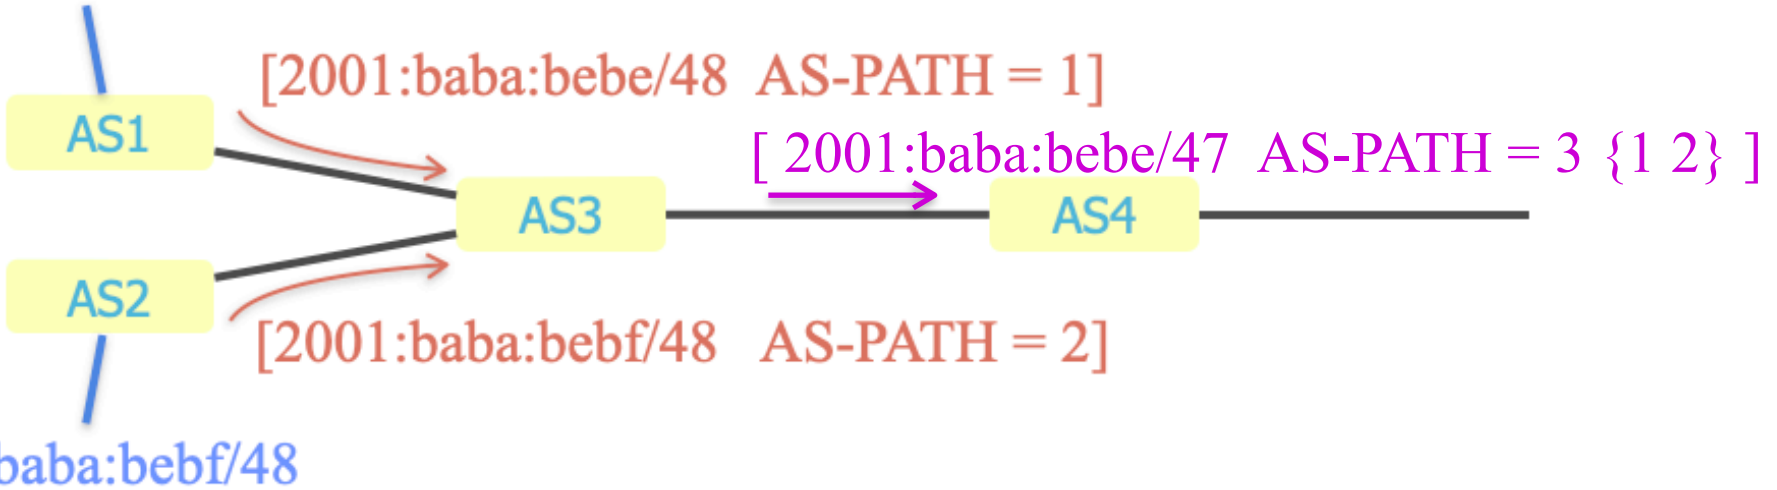 [2001:baba:bebe/48 AS-PATH = 1]
AS1
[ 2001:baba:bebe/47 AS-PATH = 3 {1 2} ]
AS3
AS4
AS2
[2001:baba:bebf/48 AS-PATH = 2]
baba:bebf/48